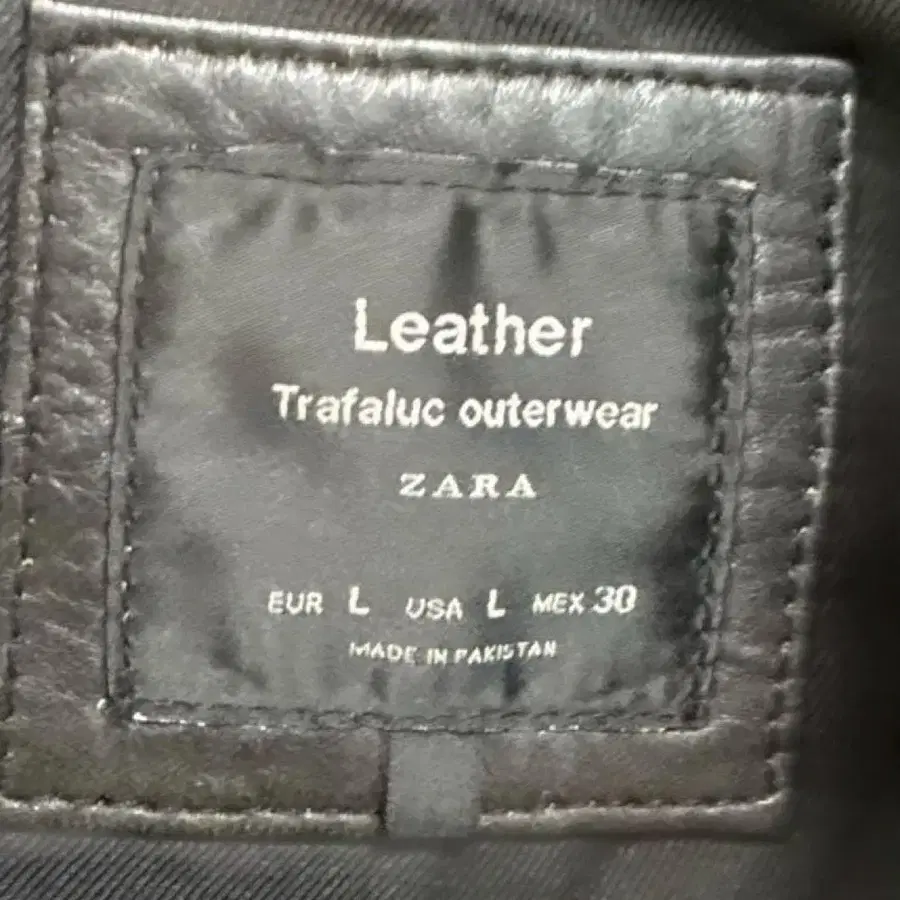 Leather
Trafaluc outerwear
ZARA
EUR L USA L MEX 30
MADE IN PAKISTAN